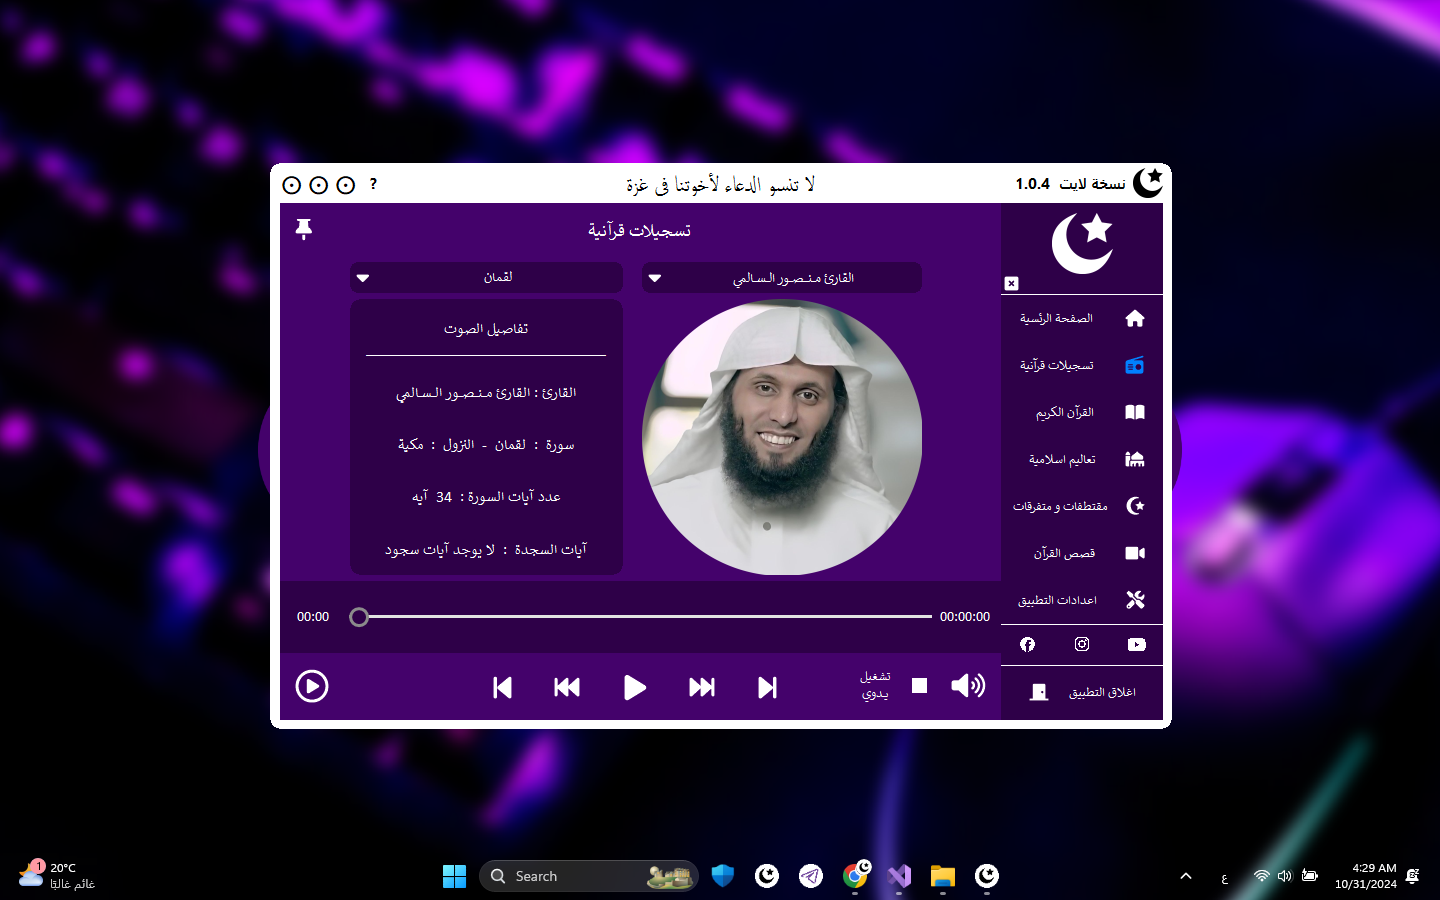 نسخة لايت 1.0.4
لا تنسو الدعاء لأخوتنا في غزة
?
تسجيلات قرآنية
القارئ منصور السالمي
لقمان
تفاصيل الصوت
القارئ : القارئ منصور السالمي
سورة : لقمان - النزول : مكية
عدد آيات السورة : 34 آيه
آيات السجدة : لا يوجد آيات سجود
الصفحة الرئسية
تسجيلات قرآنية
القرآن الكريم
تعاليم اسلامية
مقتطفات و متفرقات
قصص القرآن
اعدادات التطبيق
اغلاق التطبيق
00:00
00:00:00
تشغيل
يدوي
1
20°C
غائم غالبًا
Search
ع
4:29 AM
10/31/2024